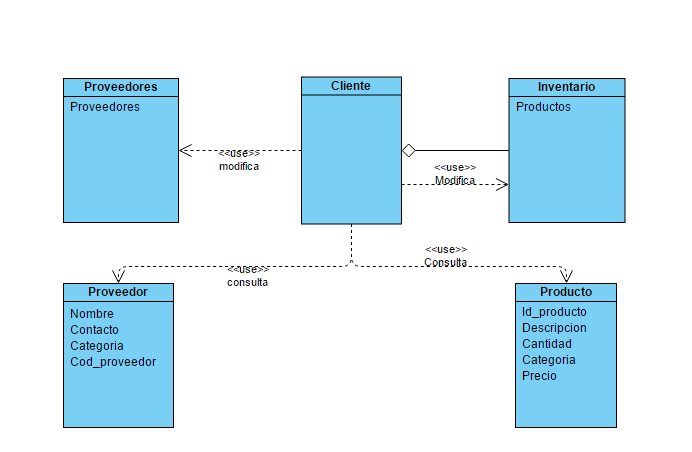 Proveedores
Proveedores
Cliente
Inventario
Productos
<<use>>
modifica
<<use>>
Modifica
<<use>>
consulta
<<use>>
Consulta
Proveedor
Nombre
Contacto
Categoria
Cod_proveedor
Producto
Id_producto
Descripcion
Cantidad
Categoria
Precio